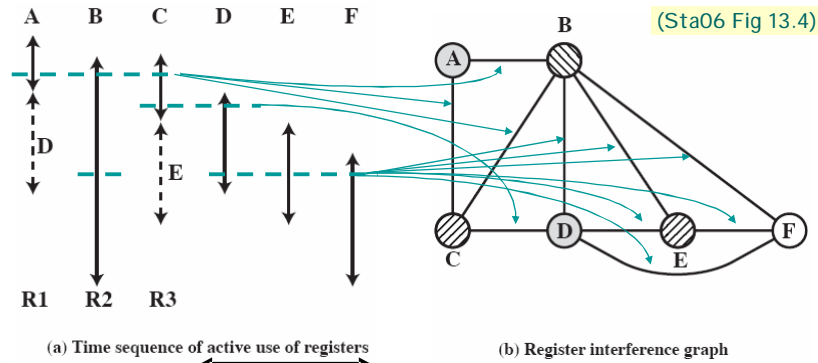 A B C D E F
(Sta06 Fig 13.4)
D
E
R1 R2 R3
(a) Time sequence of active use of registers
B
A
C
D
E
F
(b) Register interference graph